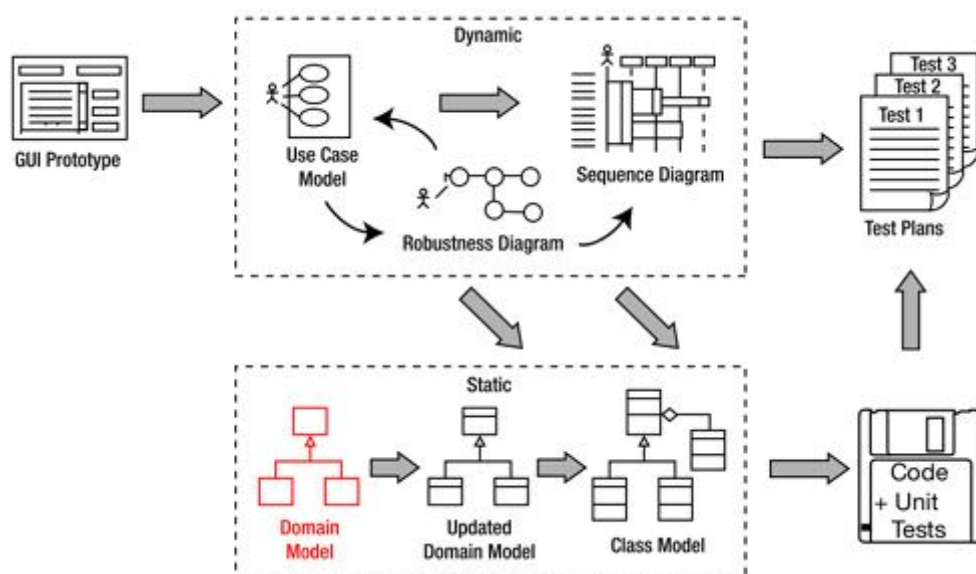 Dynamic
GUI Prototype
Use Case
Model
Robustness Diagram
Sequence Diagram
Test 3
Test 2
Test 1
Test Plans
Static
Domain
Model
Updated
Domain Model
Class Model
Code
+ Unit
Tests